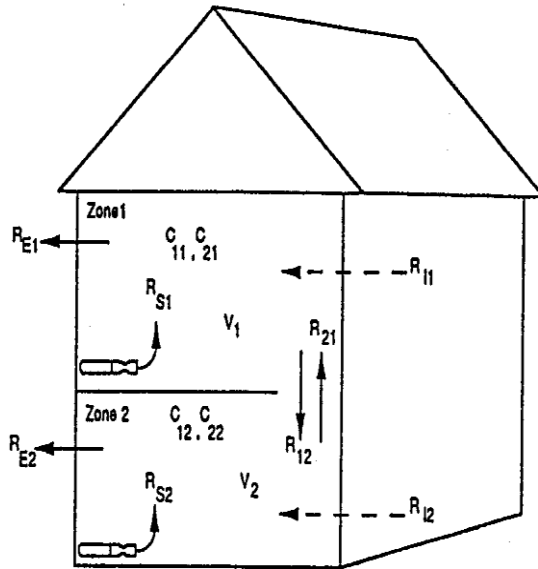 Zone1
R_E1
C_11, C_21
R_I1
R_S1
V_1
R_21
Zone 2
C_12, C_22
R_12
R_E2
R_S2
V_2
R_I2